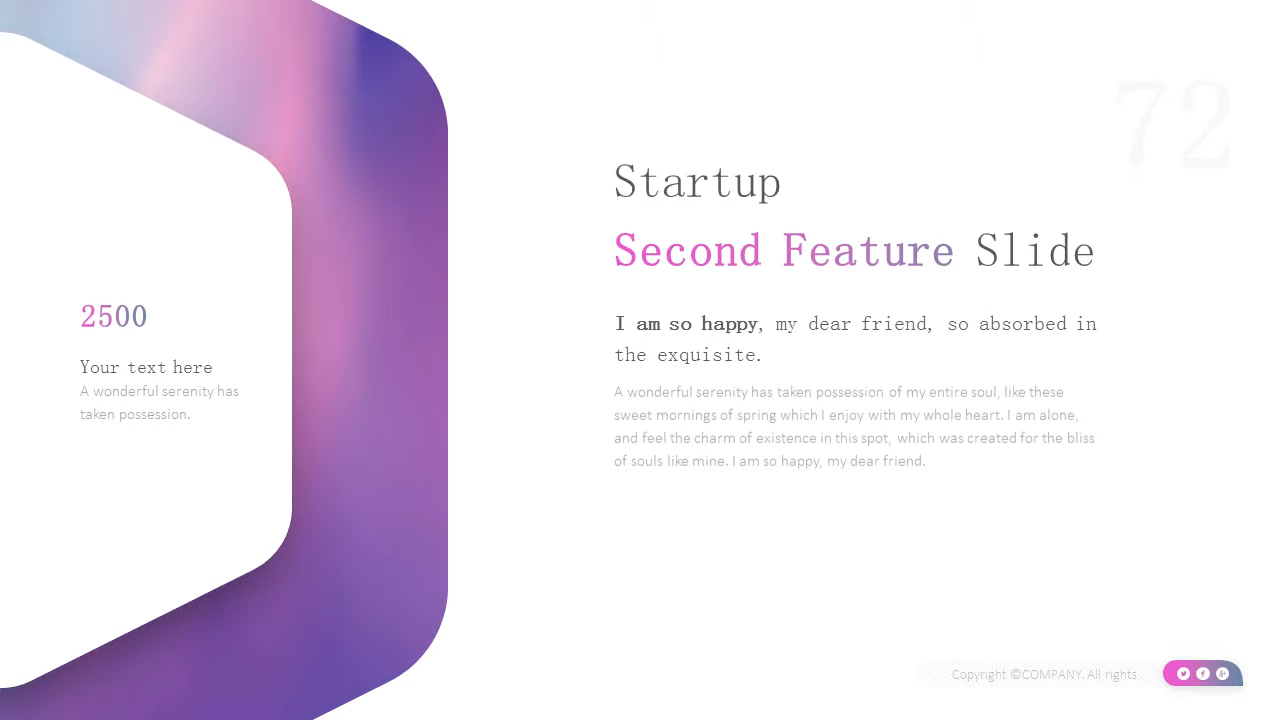 72
Startup
Second Feature Slide
I am so happy, my dear friend, so absorbed in
the exquisite.
A wonderful serenity has taken possession of my entire soul, like these
sweet mornings of spring which I enjoy with my whole heart. I am alone,
and feel the charm of existence in this spot, which was created for the bliss
of souls like mine. I am so happy, my dear friend.
2500
Your text here
A wonderful serenity has
taken possession.
Copyright ©COMPANY. All rights